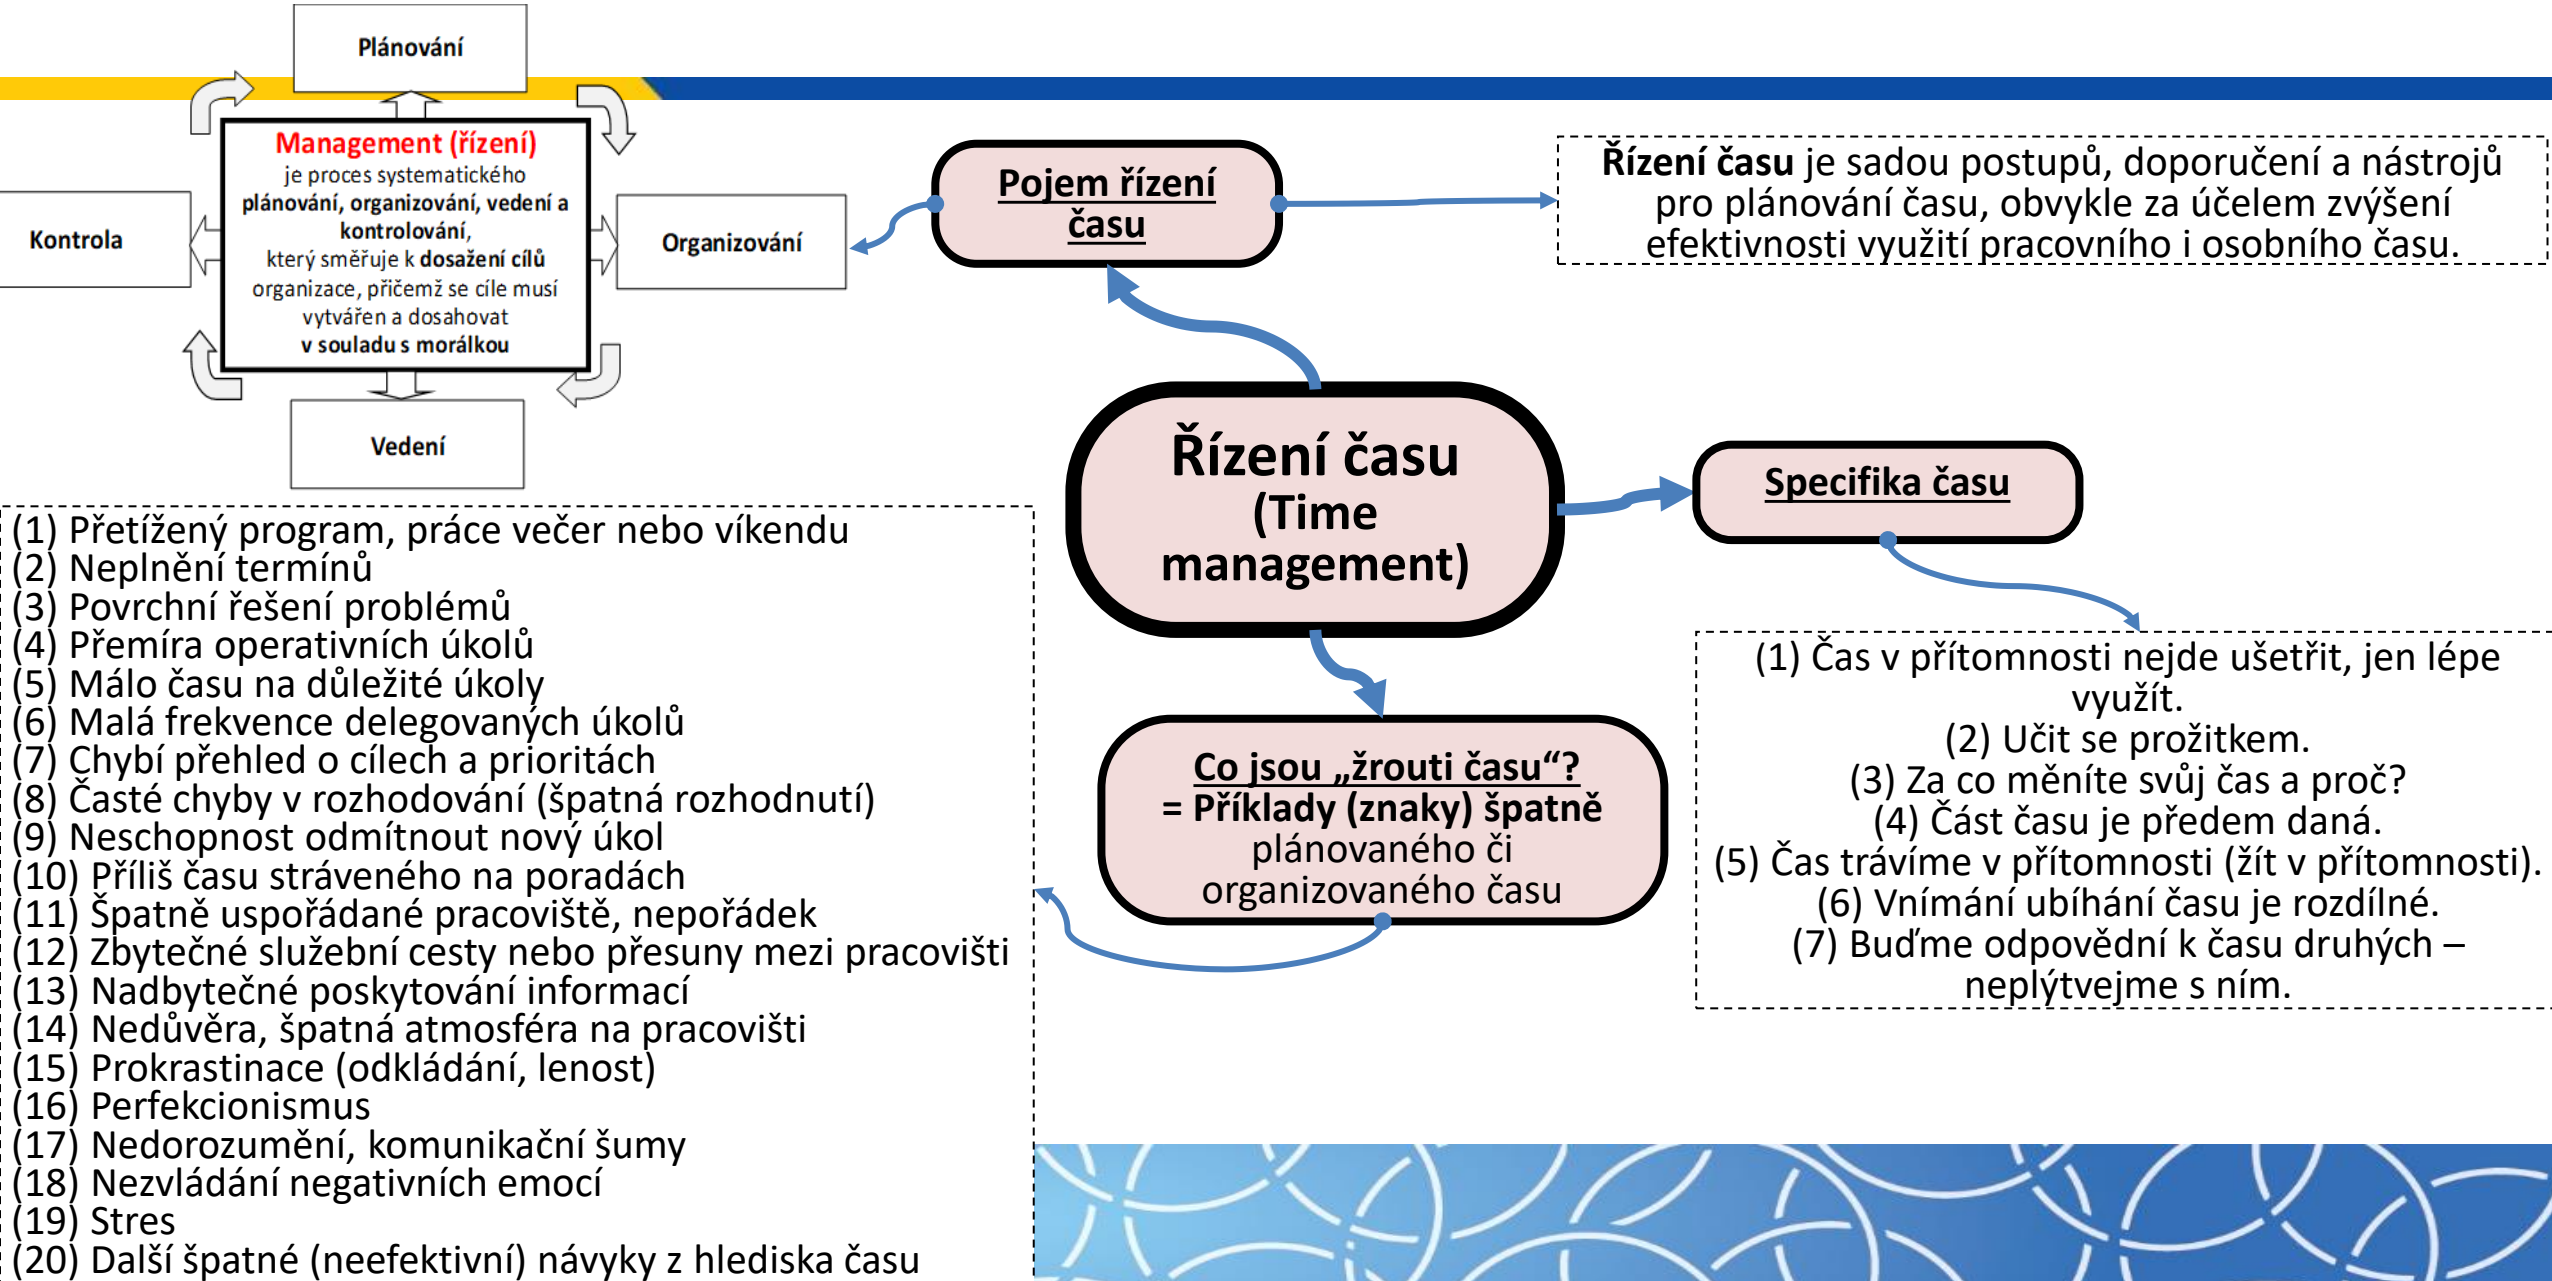 Plánování
Management (řízení)
je proces systematického
plánování, organizování, vedení a
kontrolování,
který směřuje k dosažení cílů
organizace, přičemž se cíle musí
vytvářen a dosahovat
v souladu s morálkou
Kontrola
Organizování
Vedení
Pojem řízení
času
Řízení času je sadou postupů, doporučení a nástrojů
pro plánování času, obvykle za účelem zvýšení
efektivnosti využití pracovního i osobního času.
Řízení času
(Time
management)
Specifika času
(1) Čas v přítomnosti nejde ušetřit, jen lépe
využít.
(2) Učit se prožitkem.
(3) Za co měníte svůj čas a proč?
(4) Část času je předem daná.
(5) Čas trávíme v přítomnosti (žít v přítomnosti).
(6) Vnímání ubíhání času je rozdílné.
(7) Buďme odpovědní k času druhých –
neplýtvejme s ním.
Co jsou „žrouti času“?
= Příklady (znaky) špatně
plánovaného či
organizovaného času
(1) Přetížený program, práce večer nebo víkendu
(2) Neplnění termínů
(3) Povrchní řešení problémů
(4) Přemíra operativních úkolů
(5) Málo času na důležité úkoly
(6) Malá frekvence delegovaných úkolů
(7) Chybí přehled o cílech a prioritách
(8) Časté chyby v rozhodování (špatná rozhodnutí)
(9) Neschopnost odmítnout nový úkol
(10) Příliš času stráveného na poradách
(11) Špatně uspořádané pracoviště, nepořádek
(12) Zbytečné služební cesty nebo přesuny mezi pracovišti
(13) Nadbytečné poskytování informací
(14) Nedůvěra, špatná atmosféra na pracovišti
(15) Prokrastinace (odkládání, lenost)
(16) Perfekcionismus
(17) Nedorozumění, komunikační šumy
(18) Nezvládání negativních emocí
(19) Stres
(20) Další špatné (neefektivní) návyky z hlediska času